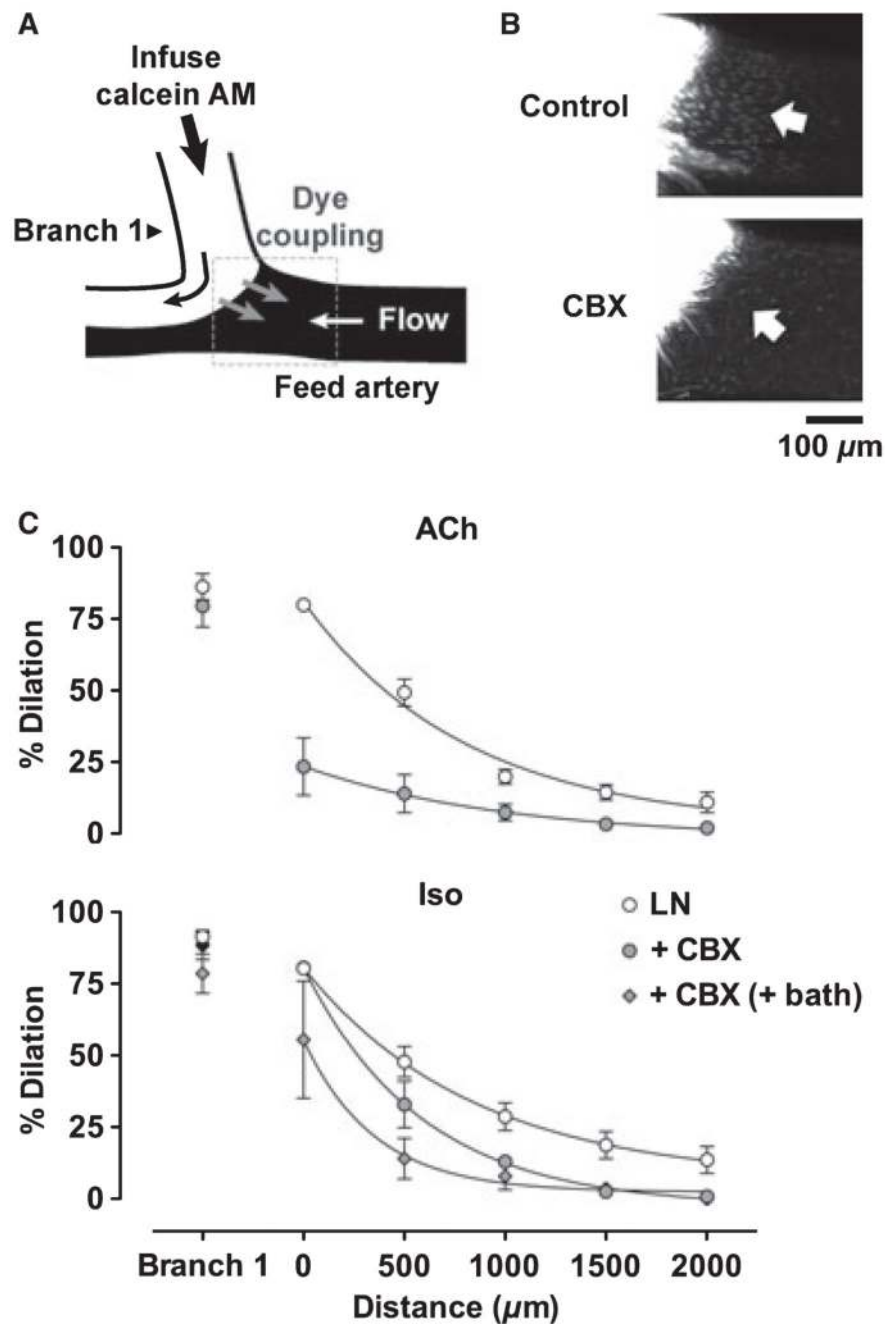 A
Infuse
calcein AM
Branch 1
Dye
coupling
Flow
Feed artery
B
Control
CBX
100 µm
C
ACh
100
75
50
25
0
% Dilation
Iso
100
75
50
25
0
% Dilation
LN
+ CBX
+ CBX (+ bath)
Branch 1 0 500 1000 1500 2000
Distance (µm)